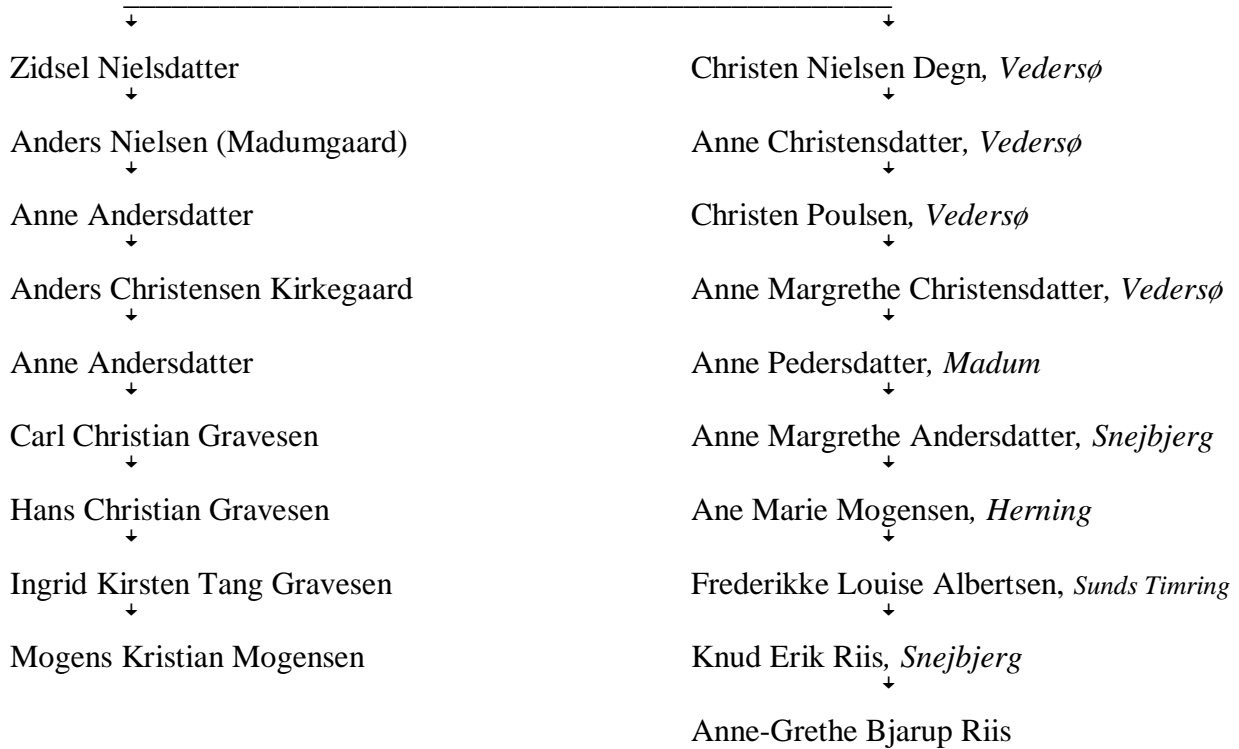 Zidsel Nielsdatter
Christen Nielsen Degn, Vedersø
Anders Nielsen (Madumgaard)
Anne Christensdatter, Vedersø
Anne Andersdatter
Christen Poulsen, Vedersø
Anders Christensen Kirkegaard
Anne Margrethe Christensdatter, Vedersø
Anne Andersdatter
Anne Pedersdatter, Madum
Carl Christian Gravesen
Anne Margrethe Andersdatter, Snejbjerg
Hans Christian Gravesen
Ane Marie Mogensen, Herning
Ingrid Kirsten Tang Gravesen
Frederikke Louise Albertsen, Sunds Timring
Mogens Kristian Mogensen
Knud Erik Riis, Snejbjerg
Anne-Grethe Bjarup Riis